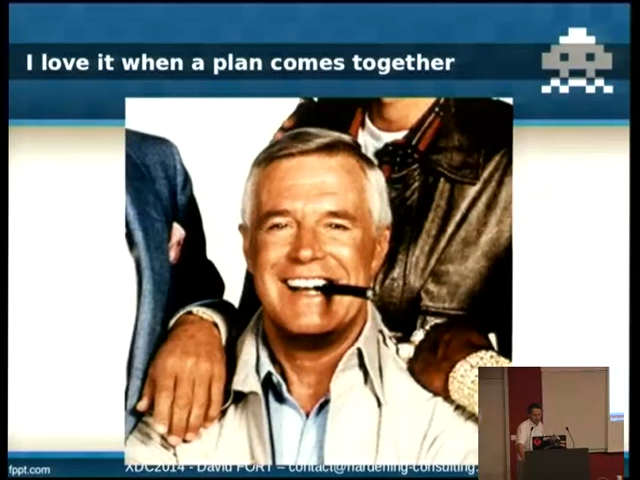 I love it when a plan comes together
fppt.com
XDC2014 - David FORT – contact@hardening-consulting.